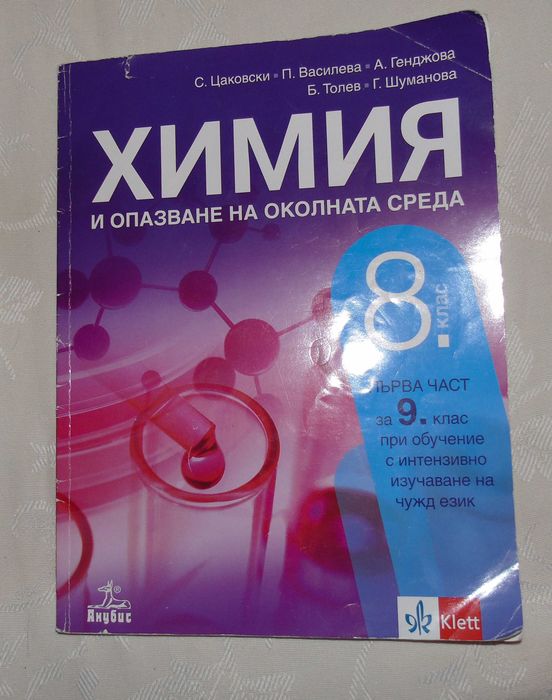 С. Цаковски ▪ П. Василева ▪ А. Генджова
Б. Толев ▪ Г. Шуманова
ХИМИЯ
И ОПАЗВАНЕ НА ОКОЛНАТА СРЕДА
8. клас
ПЪРВА ЧАСТ
за 9. клас
при обучение
с интензивно
изучаване на
чужд език
®
Анубис
Klett